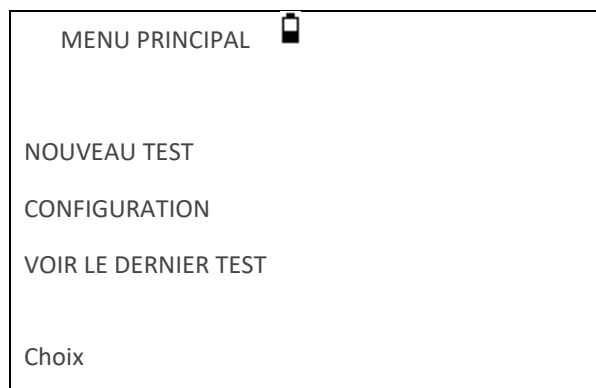 MENU PRINCIPAL
NOUVEAU TEST
CONFIGURATION
VOIR LE DERNIER TEST
Choix